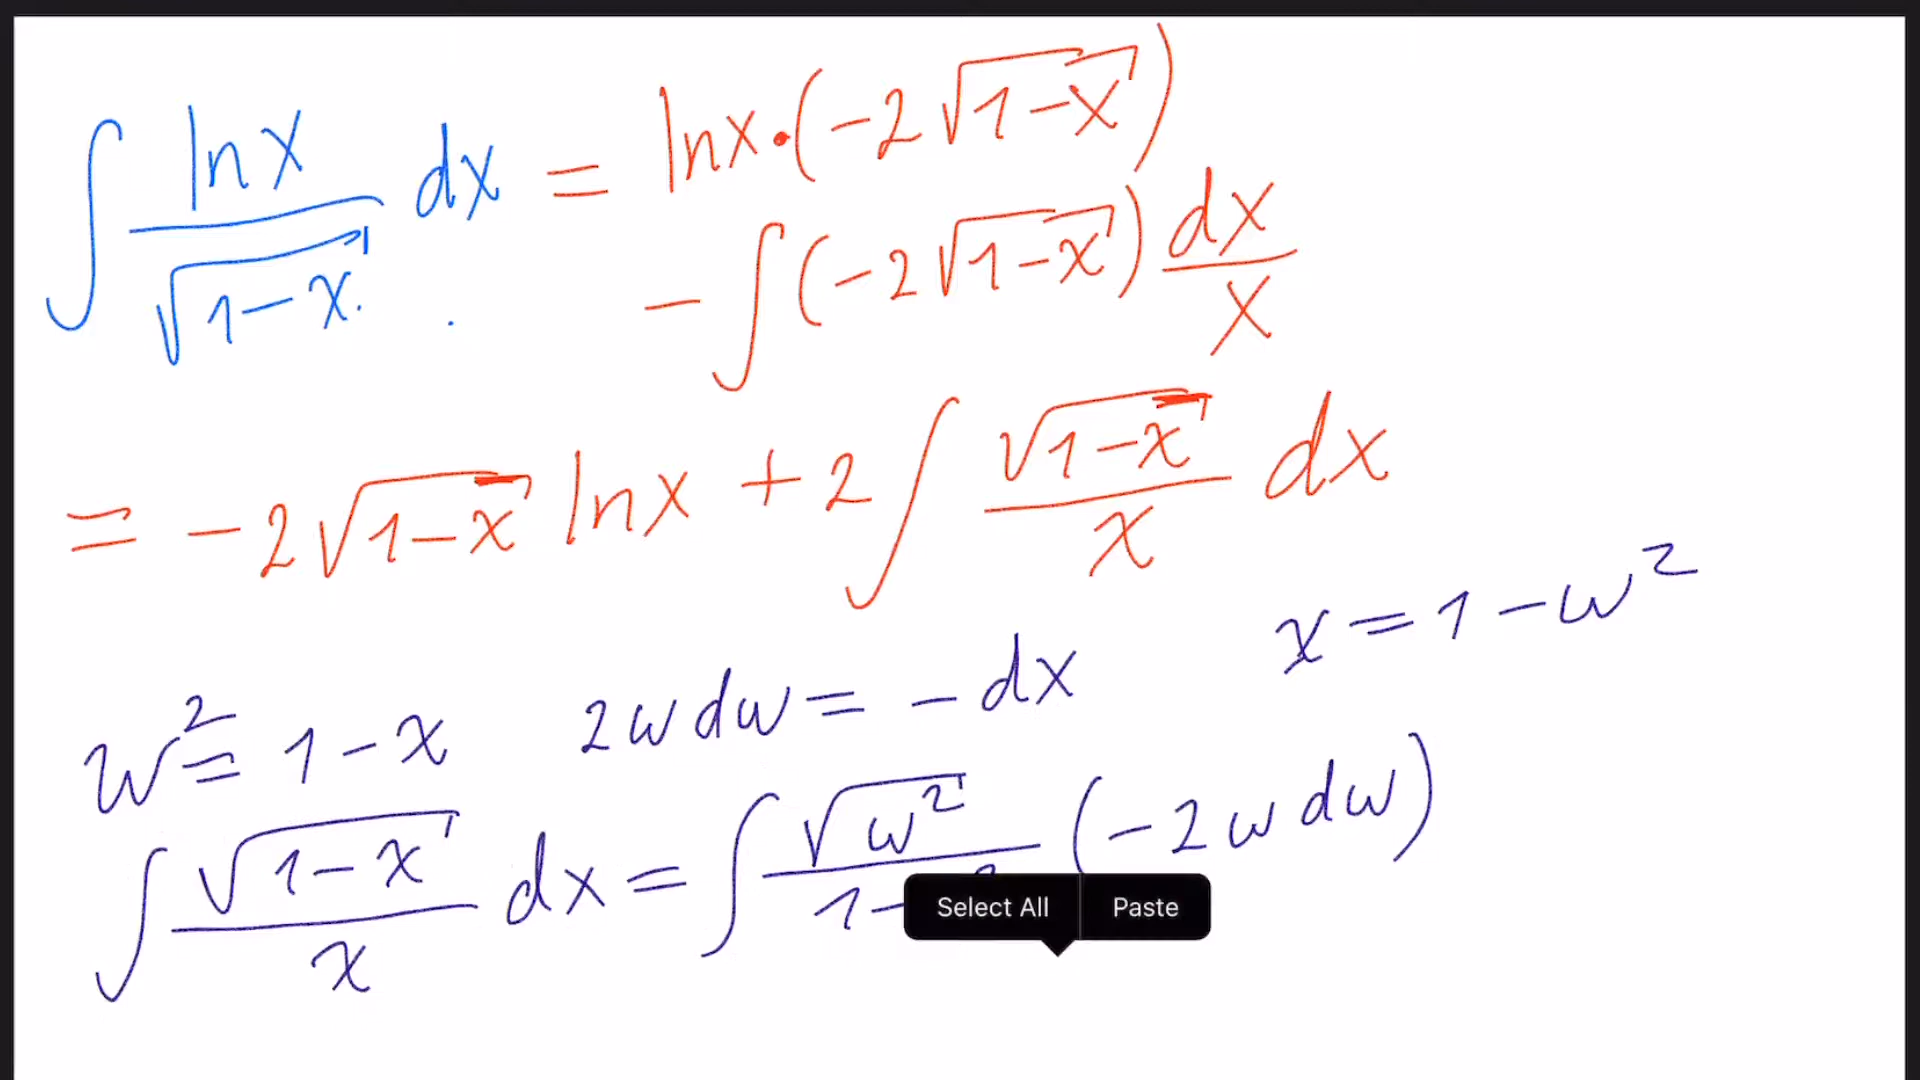 ∫ ln x / √(1−x) dx = ln x · (−2√(1−x))
− ∫ (−2√(1−x)) dx/x
= −2√(1−x) ln x + 2 ∫ √(1−x) / x dx
x = 1 − w²
w² = 1 − x   2w dw = − dx
∫ √(1−x) / x dx = ∫ √(w²) / 1− (−2w dw)
Select All Paste